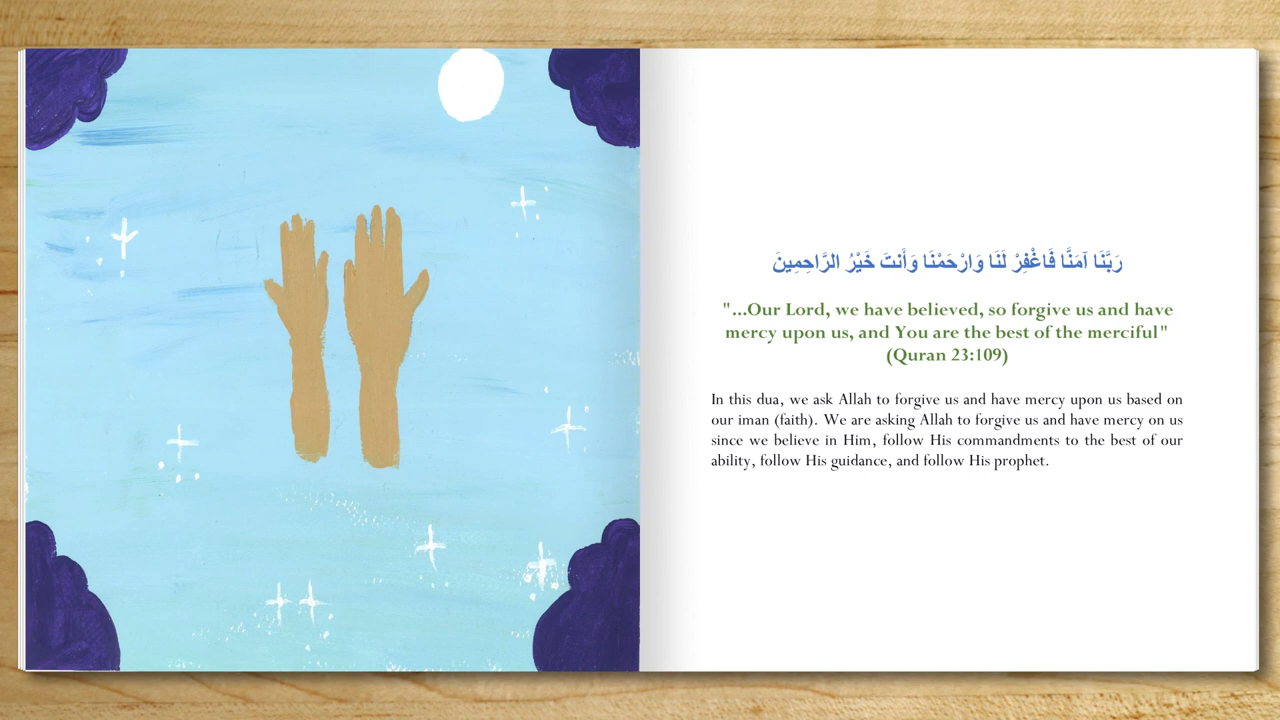 رَبَّنَا آمَنَّا فَاغْفِرْ لَنَا وَارْحَمْنَا وَأَنتَ خَيْرُ الرَّاحِمِينَ
"...Our Lord, we have believed, so forgive us and have
mercy upon us, and You are the best of the merciful"
(Quran 23:109)
In this dua, we ask Allah to forgive us and have mercy upon us based on
our iman (faith). We are asking Allah to forgive us and have mercy on us
since we believe in Him, follow His commandments to the best of our
ability, follow His guidance, and follow His prophet.